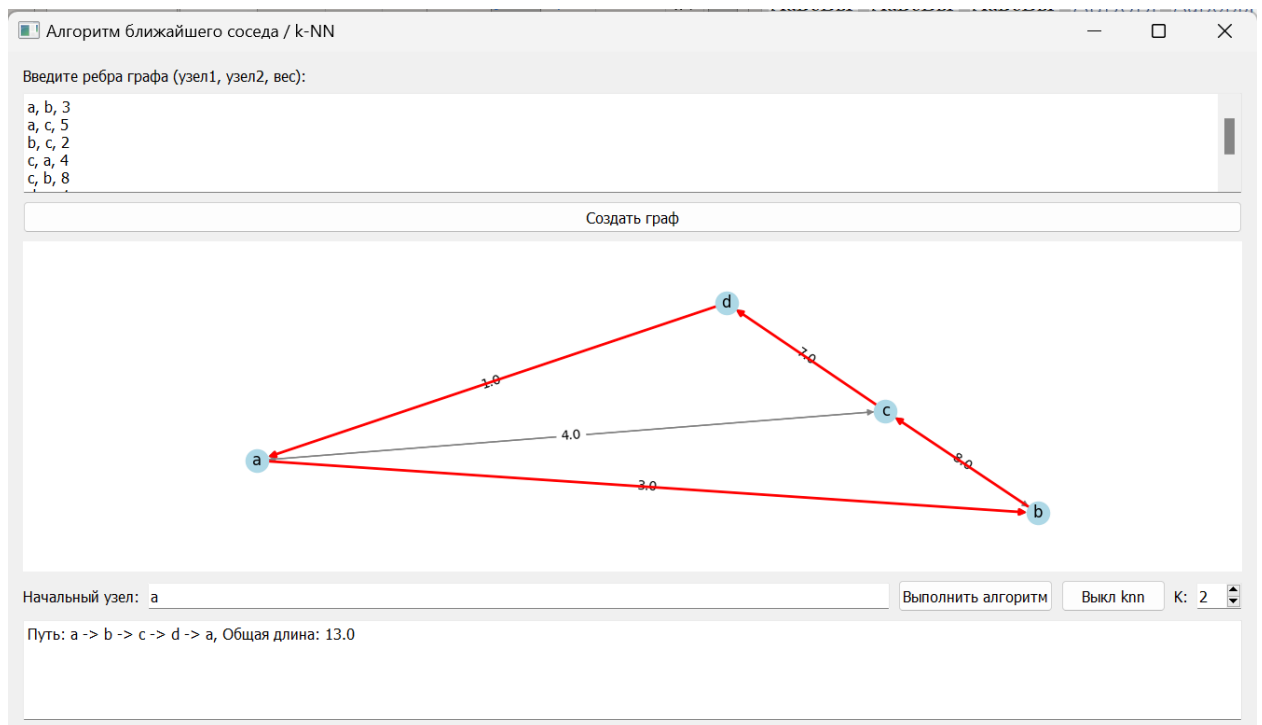 Алгоритм ближайшего соседа / k-NN
Введите ребра графа (узел1, узел2, вес):
a, b, 3
a, c, 5
b, c, 2
c, a, 4
c, b, 8
Создать граф
d
7.0
1.0
c
4.0
a
8.0
3.0
b
Начальный узел: a Выполнить алгоритм Выкл knn K: 2
Путь: a -> b -> c -> d -> a, Общая длина: 13.0